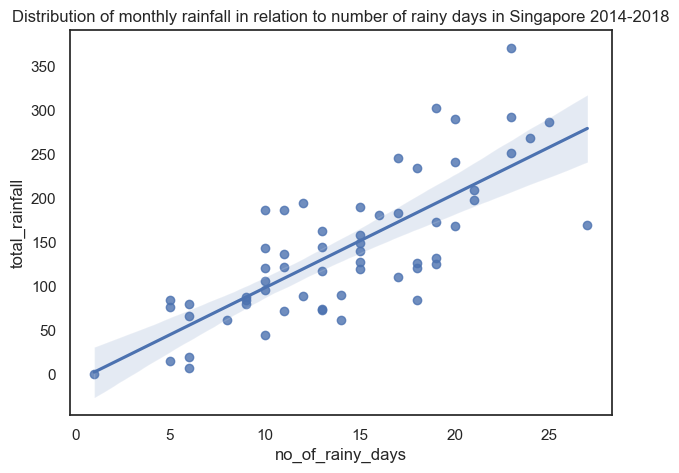 Distribution of monthly rainfall in relation to number of rainy days in Singapore 2014-2018
350
300
250
200
150
100
50
0
total_rainfall
0 5 10 15 20 25
no_of_rainy_days